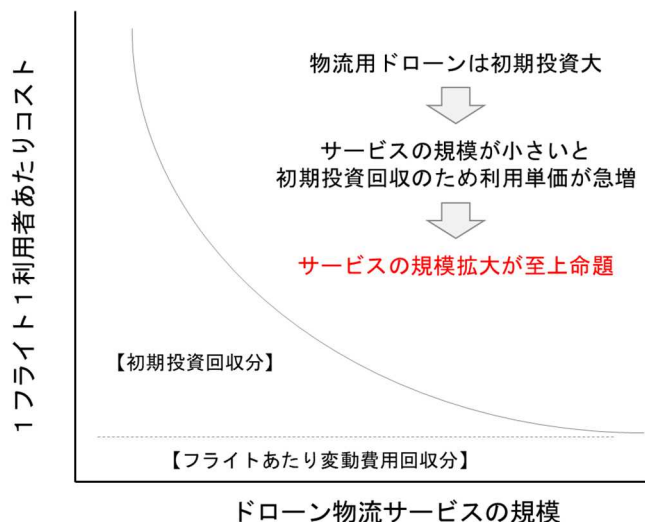 1フライト1利用者あたりコスト
物流用ドローンは初期投資大
サービスの規模が小さいと
初期投資回収のため利用単価が急増
サービスの規模拡大が至上命題
【初期投資回収分】
【フライトあたり変動費用回収分】
ドローン物流サービスの規模